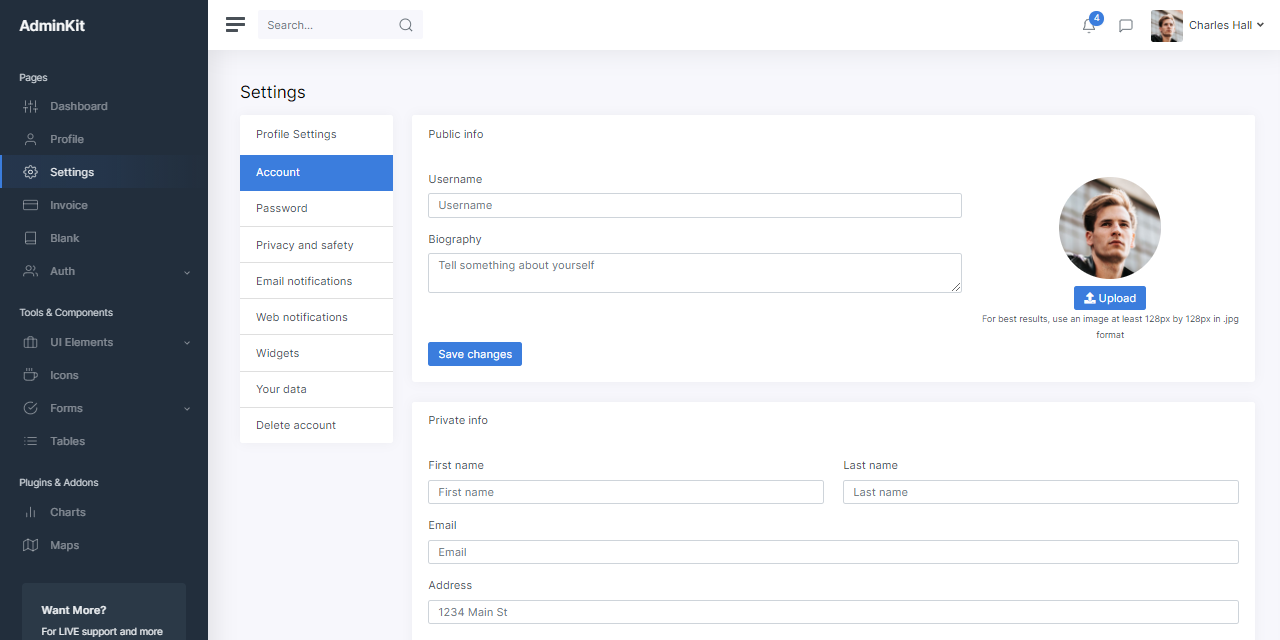 AdminKit
Search...
4
Charles Hall
Pages
Dashboard
Profile
Settings
Invoice
Blank
Auth
Tools & Components
UI Elements
Icons
Forms
Tables
Plugins & Addons
Charts
Maps
Want More?
For LIVE support and more
Settings
Profile Settings
Account
Password
Privacy and safety
Email notifications
Web notifications
Widgets
Your data
Delete account
Public info
Username
Username
Biography
Tell something about yourself
Upload
For best results, use an image at least 128px by 128px in .jpg
format
Save changes
Private info
First name
First name
Last name
Last name
Email
Email
Address
1234 Main St